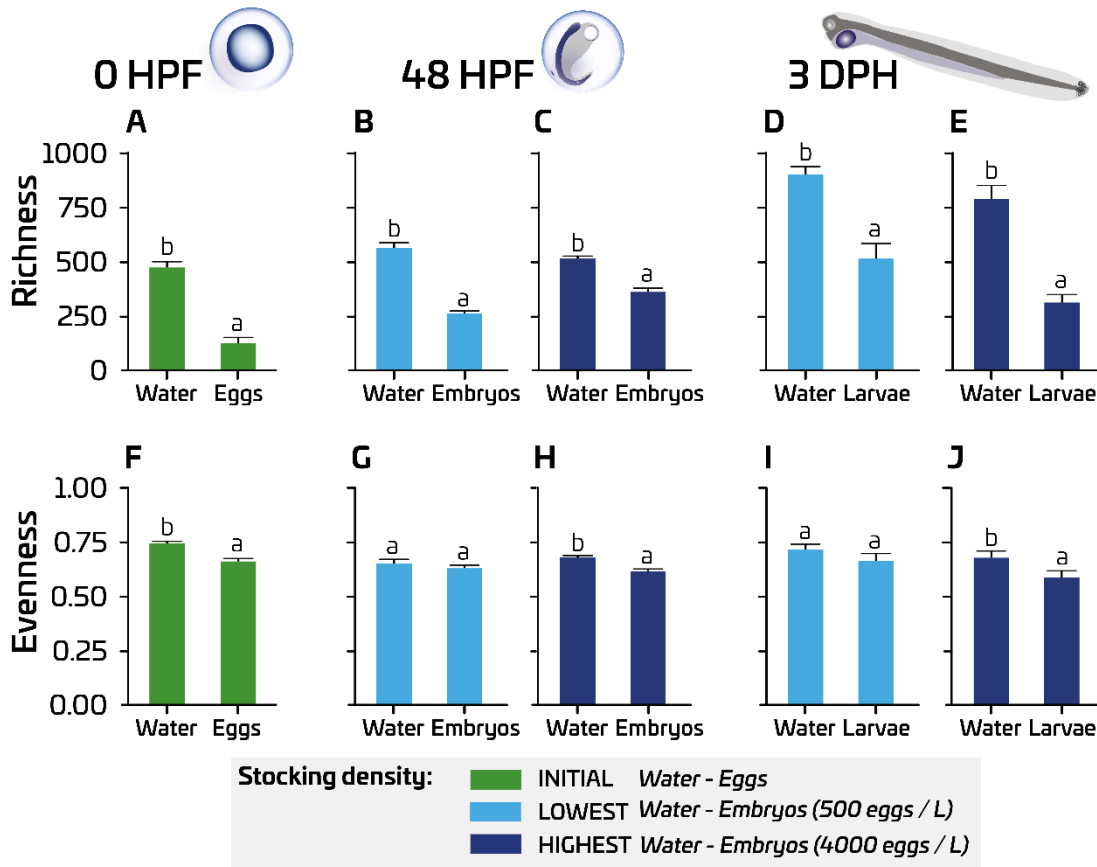 0 HPF
48 HPF
3 DPH
A
B
C
D
E
Richness
1000
750
500
250
0
b
a
b
a
b
a
b
a
b
a
Water Eggs
Water Embryos
Water Embryos
Water Larvae
Water Larvae
F
G
H
I
J
Evenness
1.00
0.75
0.50
0.25
0.00
b
a
a
a
b
a
a
a
b
a
Water Eggs
Water Embryos
Water Embryos
Water Larvae
Water Larvae
Stocking density:
INITIAL Water - Eggs
LOWEST Water - Embryos (500 eggs / L)
HIGHEST Water - Embryos (4000 eggs / L)